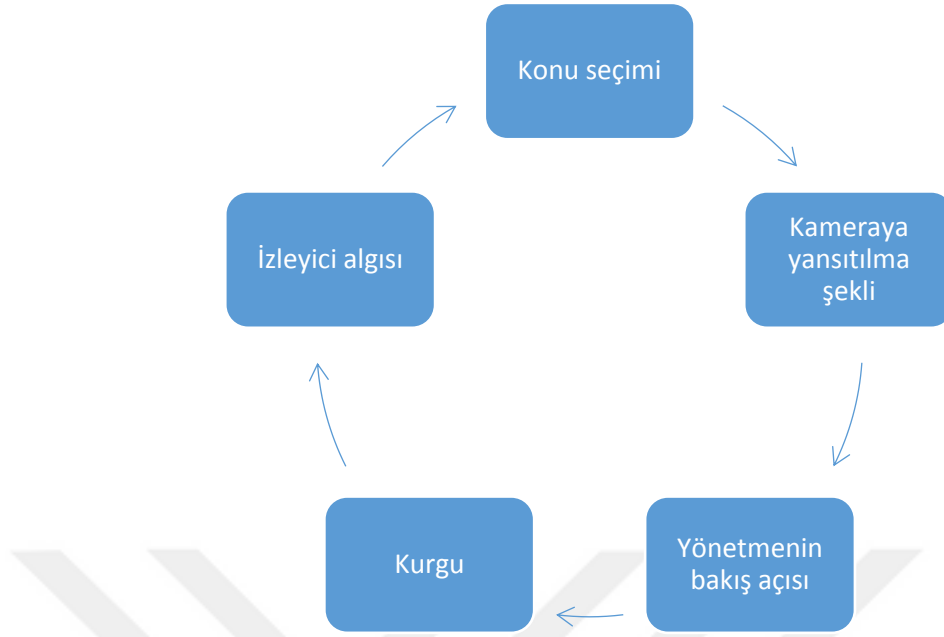 Konu seçimi
Kameraya
yansıtılma
şekli
Yönetmenin
bakış açısı
Kurgu
İzleyici algısı